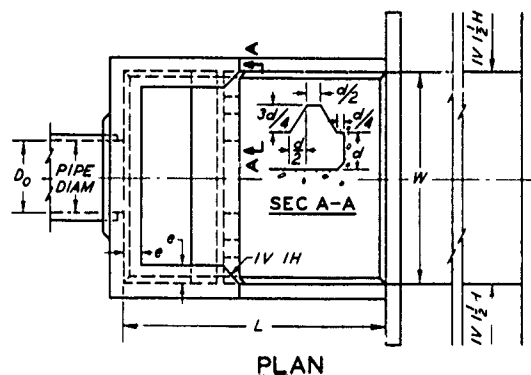 A
1V 1½H
d/2
3d/4
d/4
d/2
d
A
SEC A-A
D₀
PIPE DIAM
W
e
e
1V 1H
1V 1½H
L
PLAN